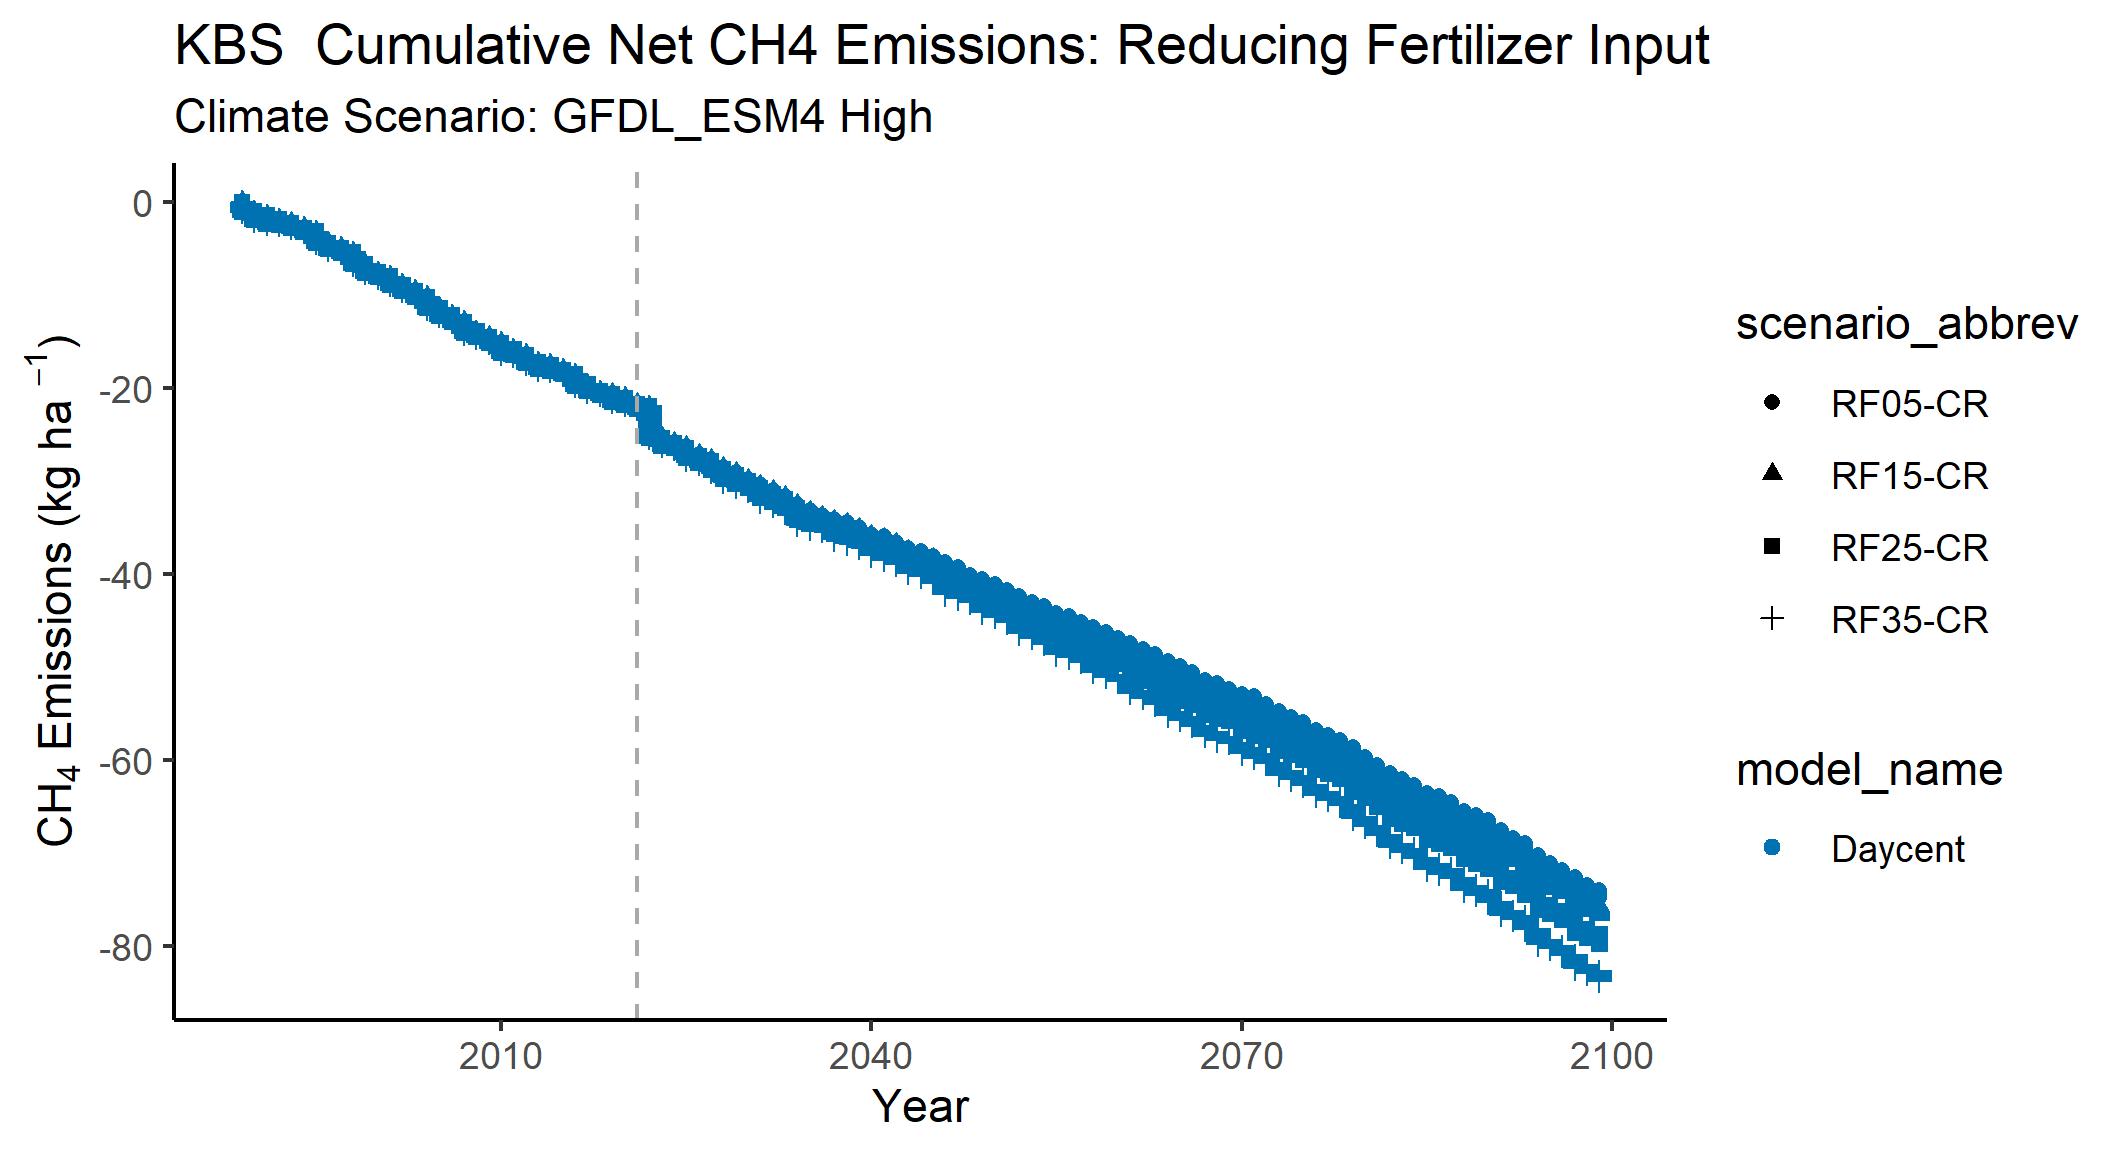 KBS  Cumulative Net CH4 Emissions: Reducing Fertilizer Input
Climate Scenario: GFDL_ESM4 High
CH₄ Emissions (kg ha ⁻¹)
0
-20
-40
-60
-80
2010
2040
2070
2100
Year
scenario_abbrev
RF05-CR
RF15-CR
RF25-CR
RF35-CR
model_name
Daycent